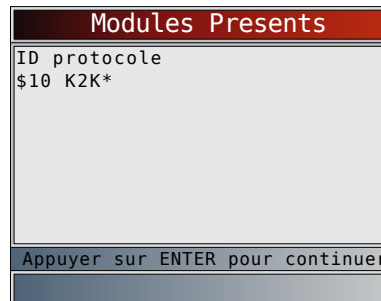 Modules Presents
ID protocole
$10 K2K*
Appuyer sur ENTER pour continuer